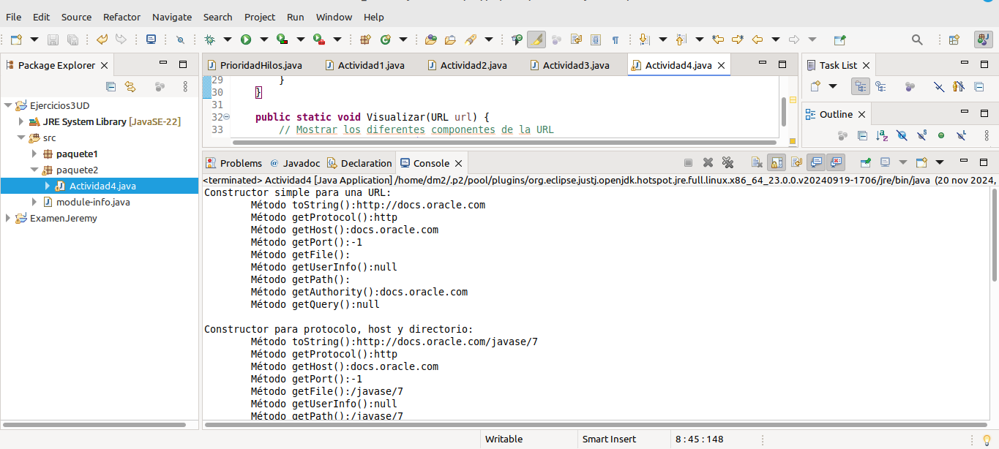 File Edit Source Refactor Navigate Search Project Run Window Help
Package Explorer
Ejercicios3UD
JRE System Library [JavaSE-22]
src
paquete1
paquete2
Actividad4.java
module-info.java
ExamenJeremy
PrioridadHilos.java Actividad1.java Actividad2.java Actividad3.java Actividad4.java
29 }
30 }
31
32 public static void Visualizar(URL url) {
33 // Mostrar los diferentes componentes de la URL
Task List
Outline
Problems @ Javadoc Declaration Console
<terminated> Actividad4 [Java Application] /home/dm2/.p2/pool/plugins/org.eclipse.justj.openjdk.hotspot.jre.full.linux.x86_64_23.0.0.v20240919-1706/jre/bin/java (20 nov 2024,
Constructor simple para una URL:
Método toString():http://docs.oracle.com
Método getProtocol():http
Método getHost():docs.oracle.com
Método getPort():-1
Método getFile():
Método getUserInfo():null
Método getPath():
Método getAuthority():docs.oracle.com
Método getQuery():null
Constructor para protocolo, host y directorio:
Método toString():http://docs.oracle.com/javase/7
Método getProtocol():http
Método getHost():docs.oracle.com
Método getPort():-1
Método getFile():/javase/7
Método getUserInfo():null
Método getPath():/javase/7
Writable Smart Insert 8 : 45 : 148